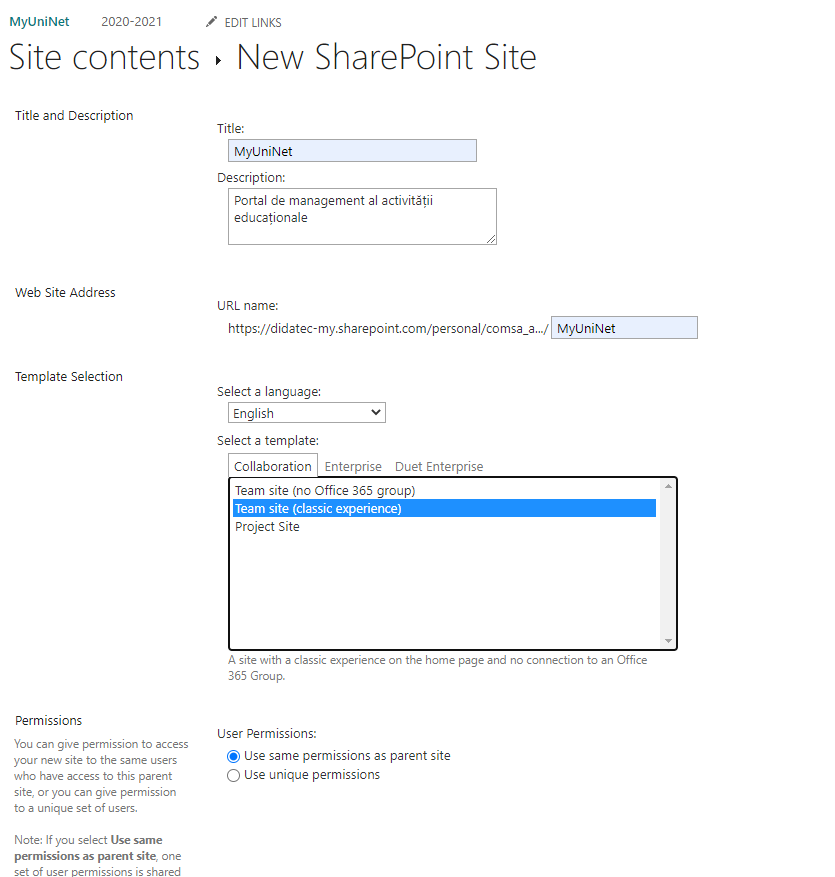 MyUniNet 2020-2021 EDIT LINKS
Site contents ▸ New SharePoint Site
Title and Description
Title:
MyUniNet
Description:
Portal de management al activității
educaționale
Web Site Address
URL name:
https://didatec-my.sharepoint.com/personal/comsa_a.../ MyUniNet
Template Selection
Select a language:
English
Select a template:
Collaboration Enterprise Duet Enterprise
Team site (no Office 365 group)
Team site (classic experience)
Project Site
A site with a classic experience on the home page and no connection to an Office
365 Group.
Permissions
You can give permission to access
your new site to the same users
who have access to this parent
site, or you can give permission
to a unique set of users.
Note: If you select Use same
permissions as parent site, one
set of user permissions is shared
User Permissions:
Use same permissions as parent site
Use unique permissions